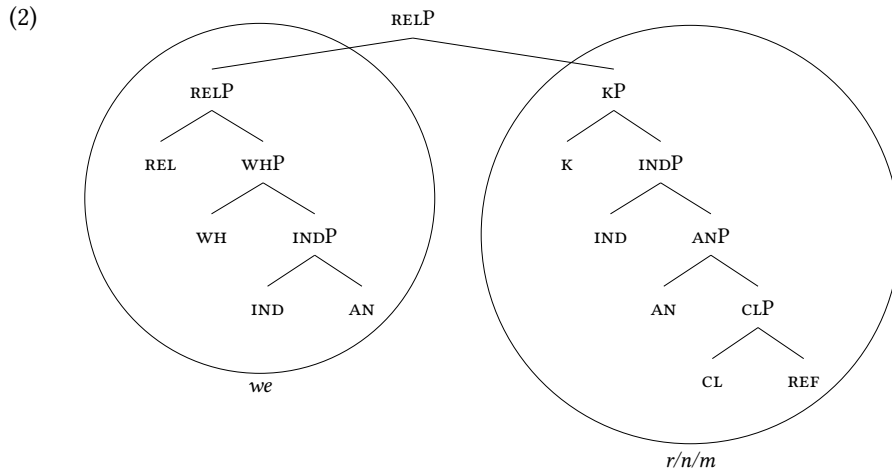 (2)
RELP
RELP KP
REL WHP K INDP
WH INDP IND ANP
IND AN AN CLP
we CL REF
r/n/m